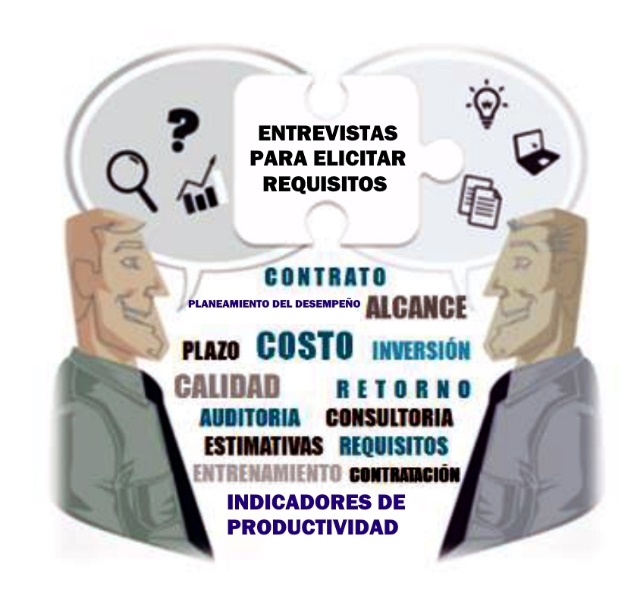 ENTREVISTAS
PARA ELICITAR
REQUISITOS
CONTRATO
PLANEAMIENTO DEL DESEMPEÑO ALCANCE
PLAZO COSTO INVERSIÓN
CALIDAD RETORNO
AUDITORIA CONSULTORIA
ESTIMATIVAS REQUISITOS
ENTRENAMIENTO CONTRATACIÓN
INDICADORES DE
PRODUCTIVIDAD